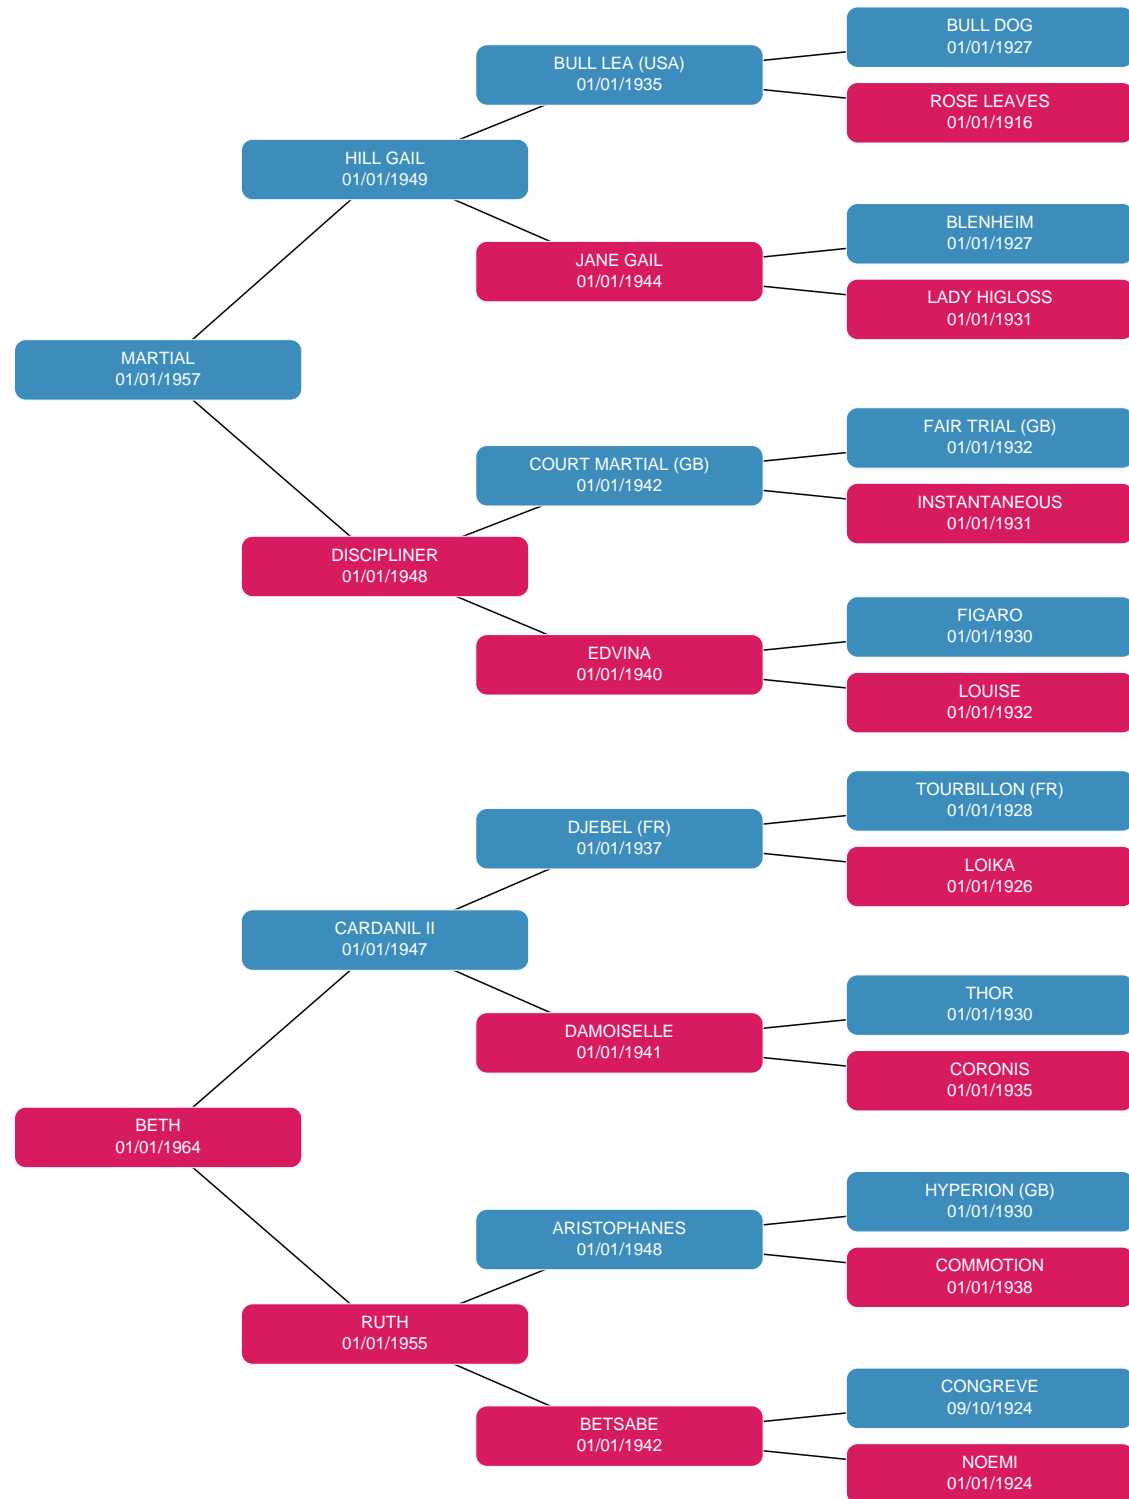 BULL DOG
01/01/1927
BULL LEA (USA)
01/01/1935
ROSE LEAVES
01/01/1916
HILL GAIL
01/01/1949
BLENHEIM
01/01/1927
JANE GAIL
01/01/1944
LADY HIGLOSS
01/01/1931
MARTIAL
01/01/1957
FAIR TRIAL (GB)
01/01/1932
COURT MARTIAL (GB)
01/01/1942
INSTANTANEOUS
01/01/1931
DISCIPLINER
01/01/1948
FIGARO
01/01/1930
EDVINA
01/01/1940
LOUISE
01/01/1932
TOURBILLON (FR)
01/01/1928
DJEBEL (FR)
01/01/1937
LOIKA
01/01/1926
CARDANIL II
01/01/1947
THOR
01/01/1930
DAMOISELLE
01/01/1941
CORONIS
01/01/1935
BETH
01/01/1964
HYPERION (GB)
01/01/1930
ARISTOPHANES
01/01/1948
COMMOTION
01/01/1938
RUTH
01/01/1955
CONGREVE
09/10/1924
BETSABE
01/01/1942
NOEMI
01/01/1924